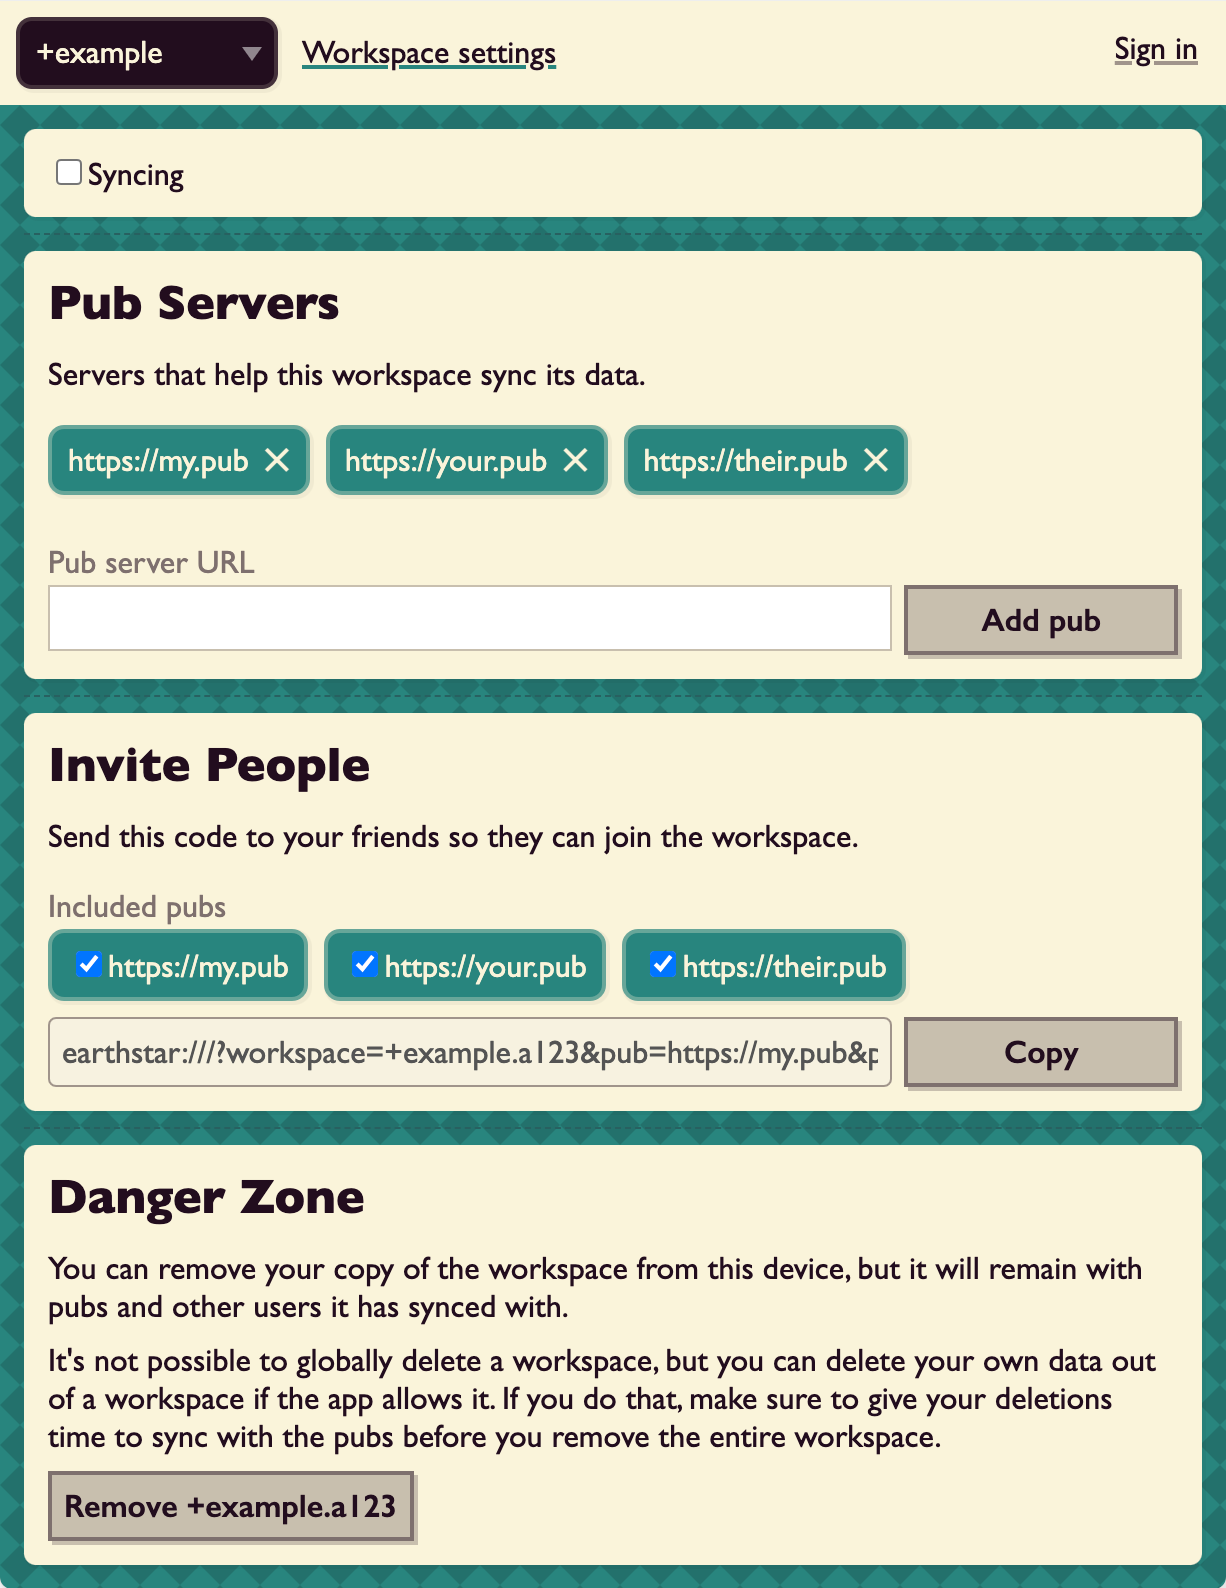 +example
Workspace settings
Sign in
Syncing
Pub Servers
Servers that help this workspace sync its data.
https://my.pub
https://your.pub
https://their.pub
Pub server URL
Add pub
Invite People
Send this code to your friends so they can join the workspace.
Included pubs
https://my.pub
https://your.pub
https://their.pub
earthstar:///?workspace=+example.a123&pub=https://my.pub&p
Copy
Danger Zone
You can remove your copy of the workspace from this device, but it will remain with
pubs and other users it has synced with.
It's not possible to globally delete a workspace, but you can delete your own data out
of a workspace if the app allows it. If you do that, make sure to give your deletions
time to sync with the pubs before you remove the entire workspace.
Remove +example.a123